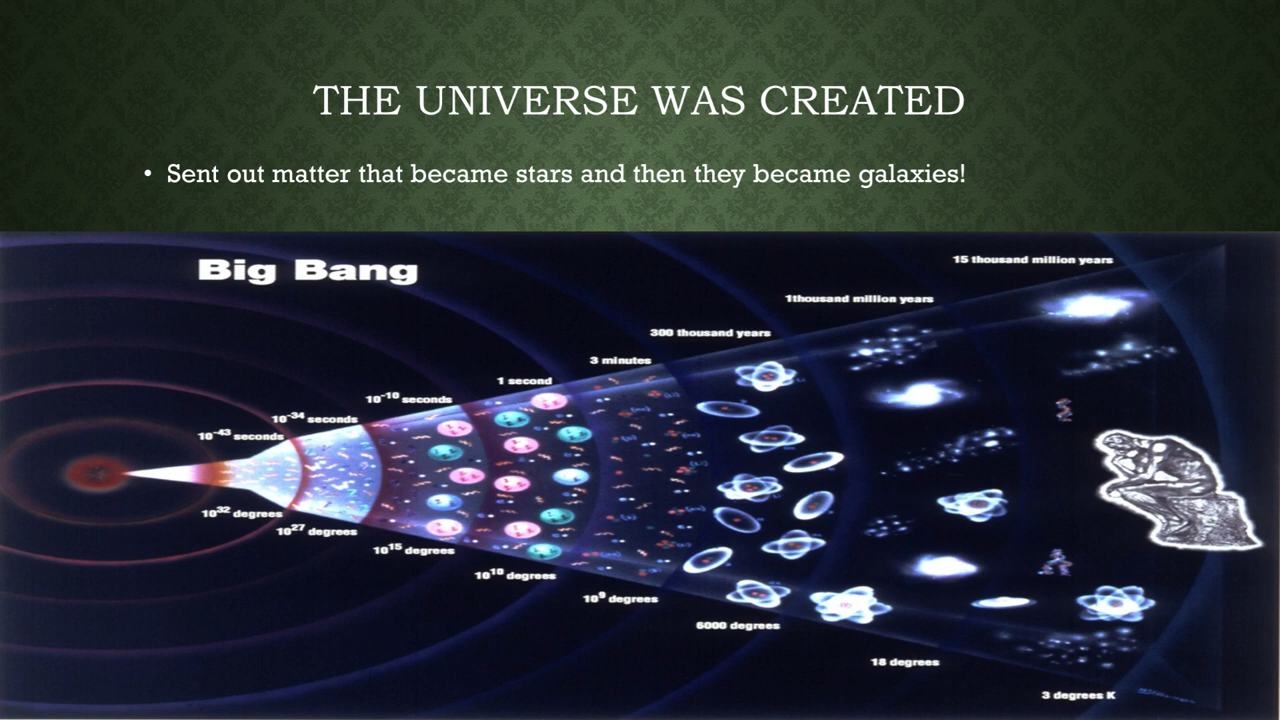 THE UNIVERSE WAS CREATED
• Sent out matter that became stars and then they became galaxies!
Big Bang
15 thousand million years
1thousand million years
300 thousand years
3 minutes
1 second
10⁻¹⁰ seconds
10⁻³⁴ seconds
10⁻⁴³ seconds
10³² degrees
10²⁷ degrees
10¹⁵ degrees
10¹⁰ degrees
10⁹ degrees
6000 degrees
18 degrees
3 degrees K